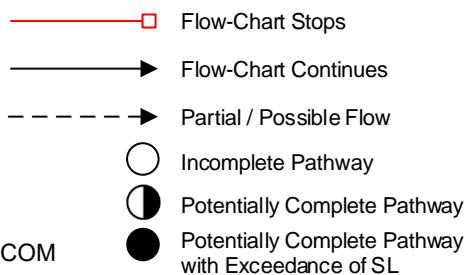 Flow-Chart Stops
Flow-Chart Continues
Partial / Possible Flow
Incomplete Pathway
Potentially Complete Pathway
COM
Potentially Complete Pathway
with Exceedance of SL